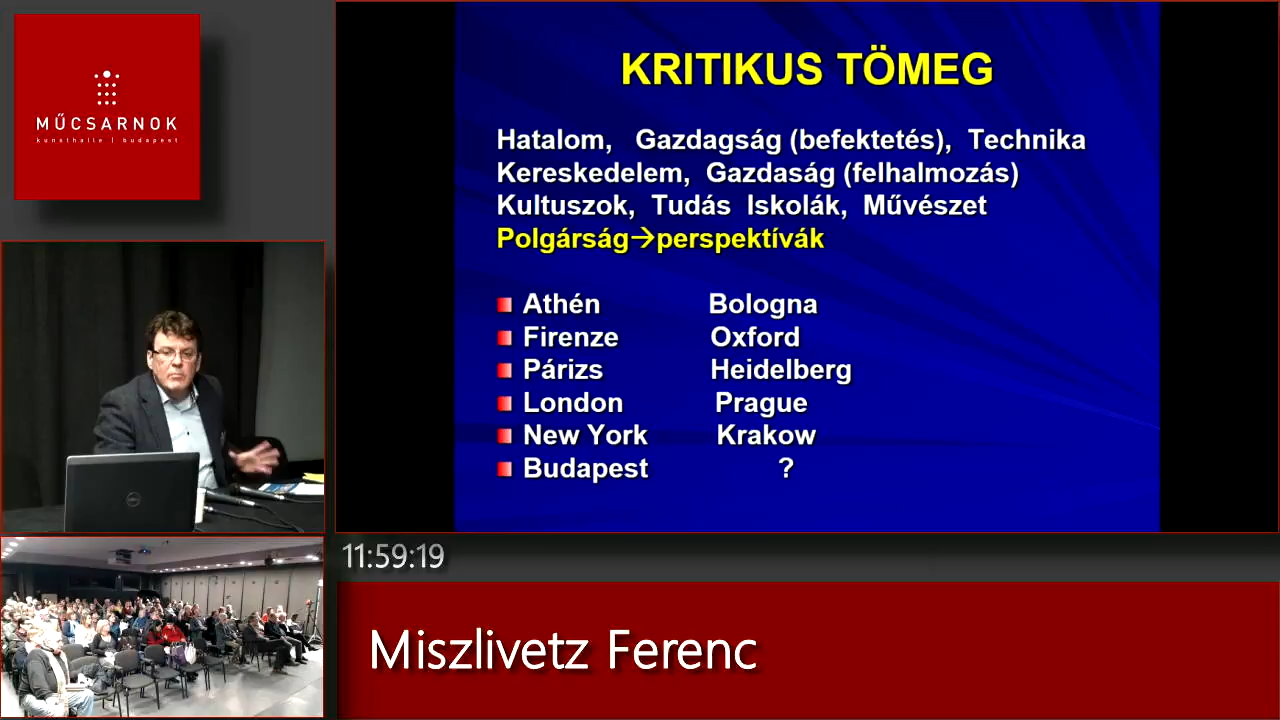 MŰCSARNOK
kunsthalle | budapest
KRITIKUS TÖMEG
Hatalom, Gazdagság (befektetés), Technika
Kereskedelem, Gazdaság (felhalmozás)
Kultuszok, Tudás Iskolák, Művészet
Polgárság→perspektívák
Athén Bologna
Firenze Oxford
Párizs Heidelberg
London Prague
New York Krakow
Budapest ?
11:59:19
Miszlivetz Ferenc